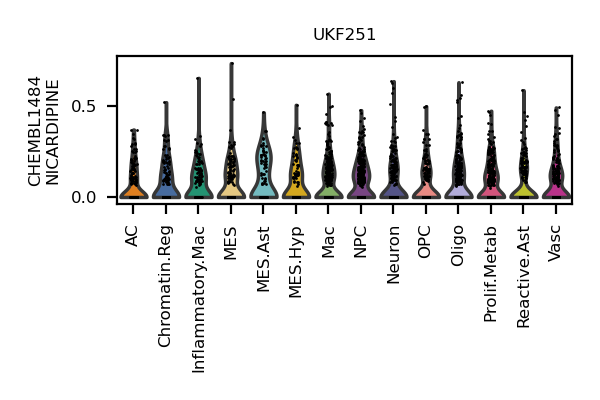 UKF251
CHEMBL1484
NICARDIPINE
0.5
0.0
AC
Chromatin.Reg
Inflammatory.Mac
MES
MES.Ast
MES.Hyp
Mac
NPC
Neuron
OPC
Oligo
Prolif.Metab
Reactive.Ast
Vasc